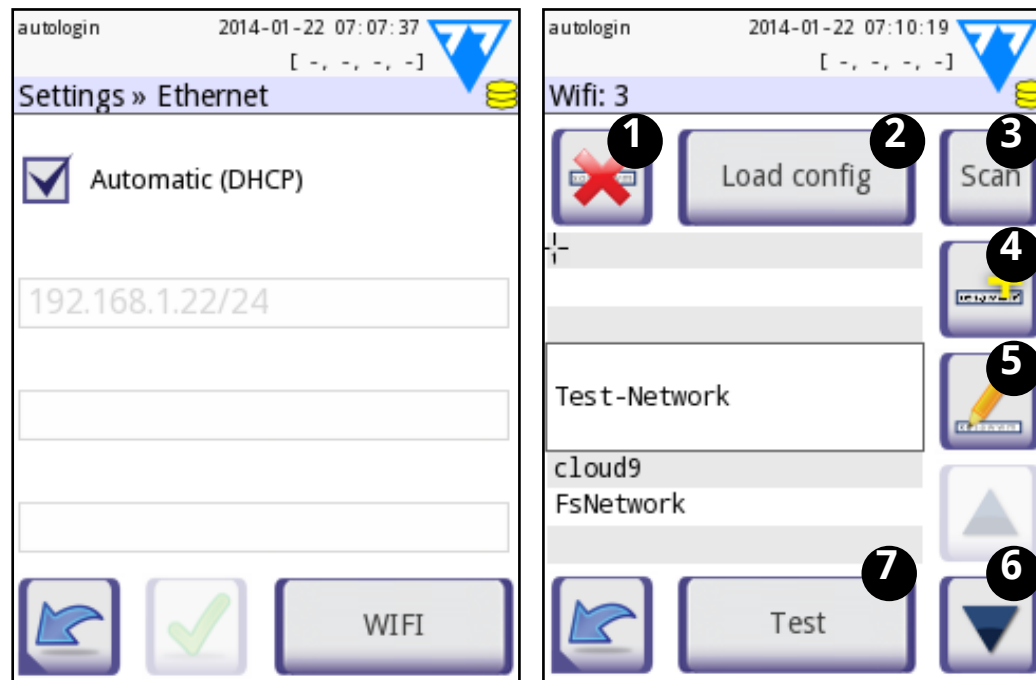 autologin 2014-01-22 07:07:37
[ -, -, -, -]
Settings » Ethernet
Automatic (DHCP)
192.168.1.22/24
WIFI
autologin 2014-01-22 07:10:19
[ -, -, -, -]
Wifi: 3
1
2
3
Load config
Scan
4
5
Test-Network
cloud9
FsNetwork
7
6
Test